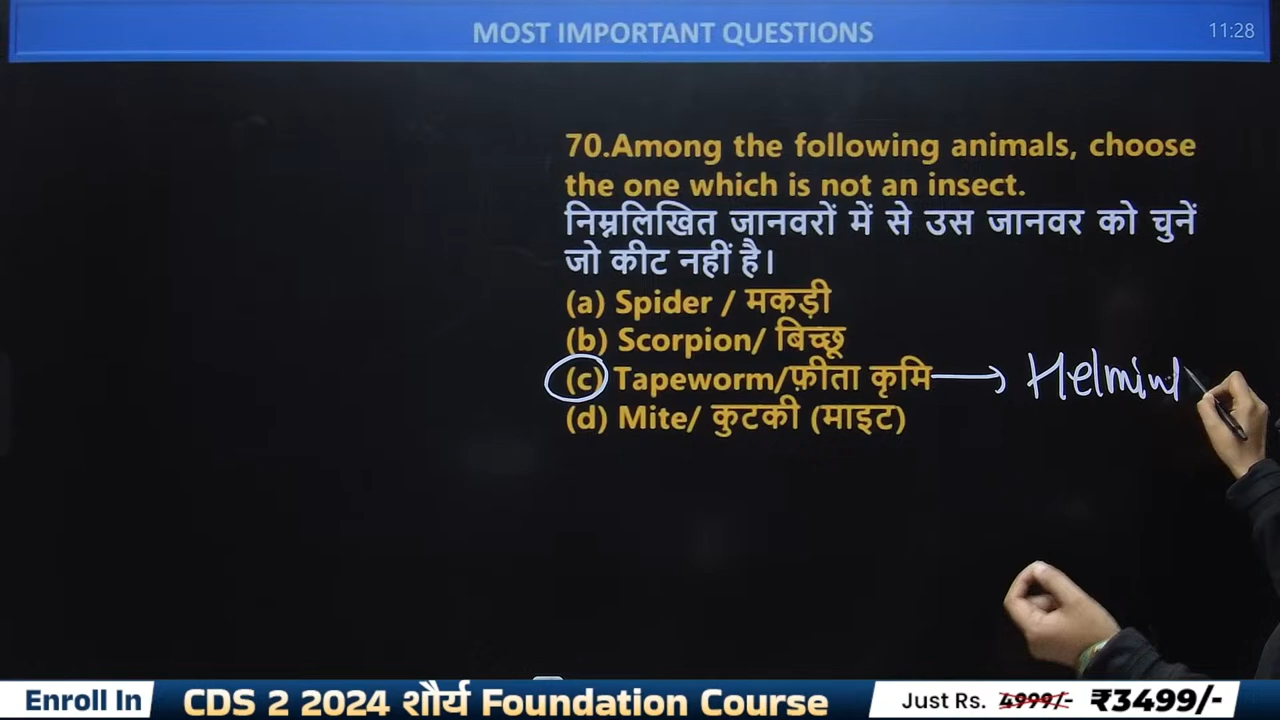 MOST IMPORTANT QUESTIONS
11:28
70.Among the following animals, choose
the one which is not an insect.
निम्नलिखित जानवरों में से उस जानवर को चुनें
जो कीट नहीं है।
(a) Spider / मकड़ी
(b) Scorpion/ बिच्छू
(c) Tapeworm/फ़ीता कृमि → Helmint
(d) Mite/ कुटकी (माइट)
Enroll In CDS 2 2024 शौर्य Foundation Course Just Rs. 4999/- ₹3499/-